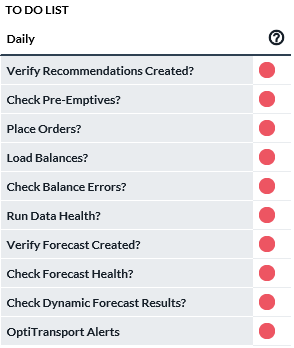 TO DO LIST
Daily
Verify Recommendations Created?
Check Pre-Emptives?
Place Orders?
Load Balances?
Check Balance Errors?
Run Data Health?
Verify Forecast Created?
Check Forecast Health?
Check Dynamic Forecast Results?
OptiTransport Alerts